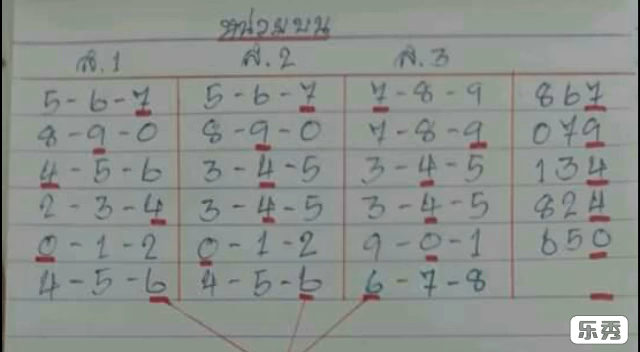 หน่วยบน
ส.1 ส.2 ส.3
5-6-7 5-6-7 7-8-9 867
8-9-0 8-9-0 7-8-9 079
4-5-6 3-4-5 3-4-5 134
2-3-4 3-4-5 3-4-5 824
0-1-2 0-1-2 9-0-1 650
4-5-6 4-5-6 6-7-8
乐秀